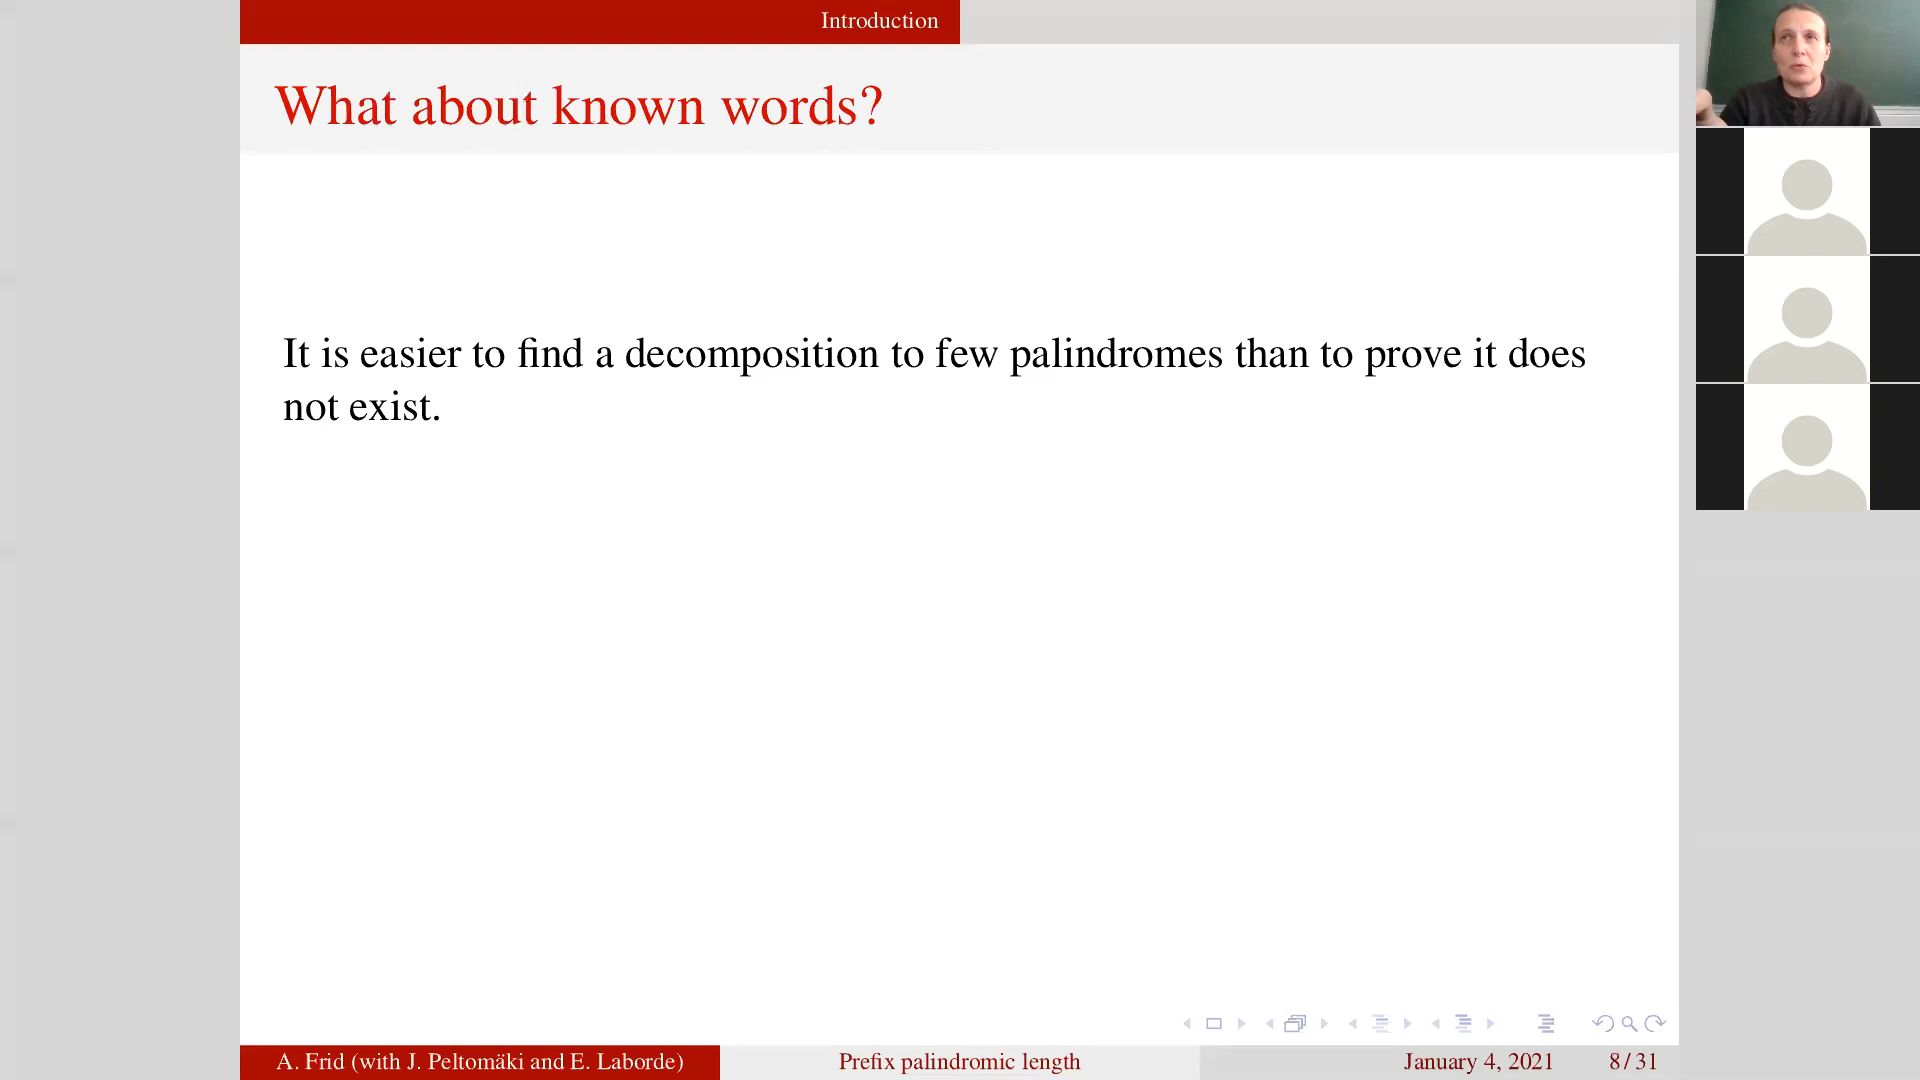 Introduction
What about known words?
It is easier to find a decomposition to few palindromes than to prove it does
not exist.
A. Frid (with J. Peltomäki and E. Laborde)
Prefix palindromic length
January 4, 2021
8 / 31